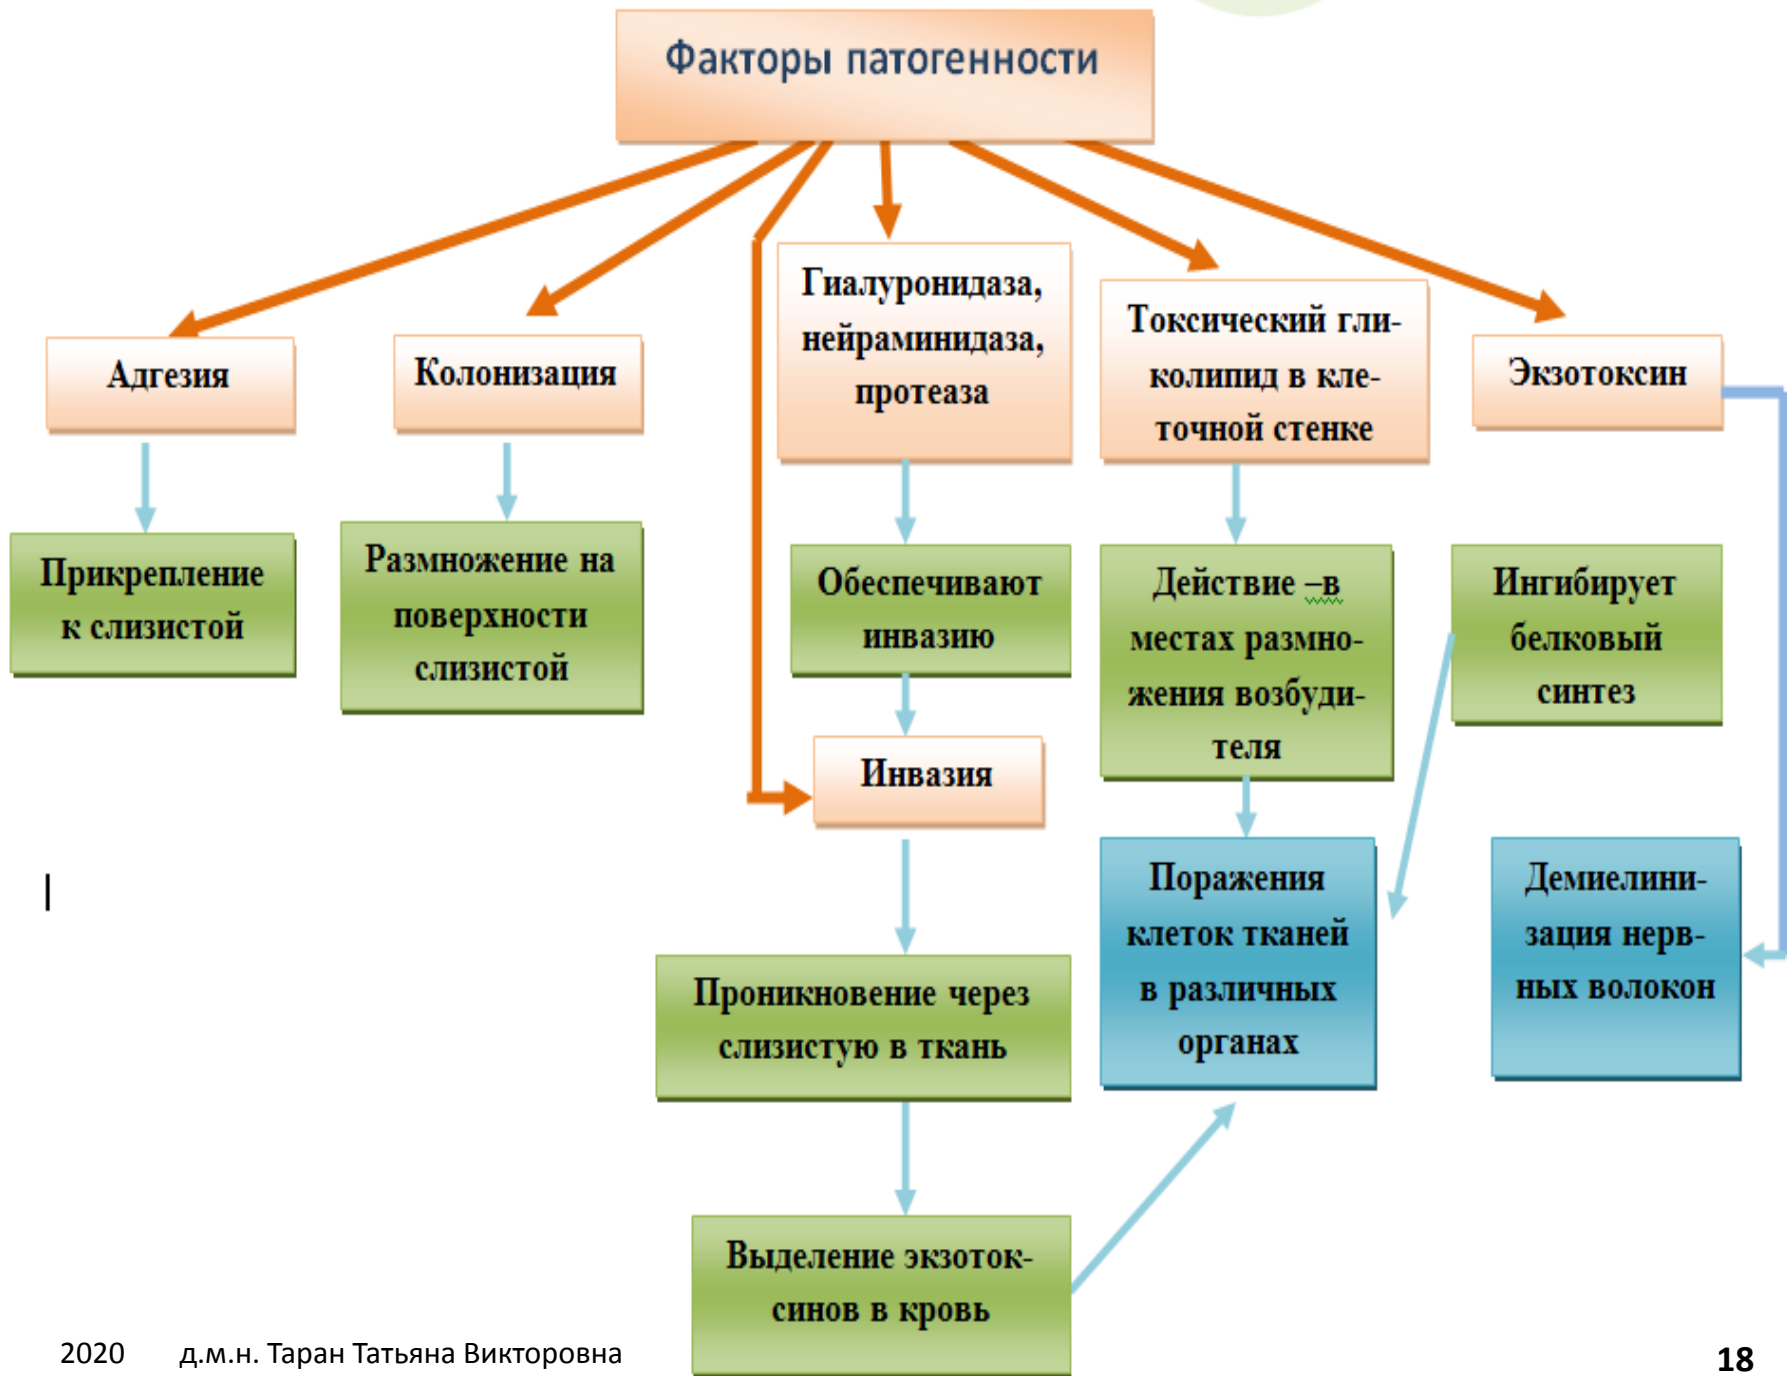 Факторы патогенности
Адгезия
Колонизация
Гиалуронидаза,
нейраминидаза,
протеаза
Токсический гли-
колипид в кле-
точной стенке
Экзотоксин
Прикрепление
к слизистой
Размножение на
поверхности
слизистой
Обеспечивают
инвазию
Действие –в
местах размно-
жения возбуди-
теля
Ингибирует
белковый
синтез
Инвазия
Поражения
клеток тканей
в различных
органах
Демиелини-
зация нерв-
ных волокон
Проникновение через
слизистую в ткань
Выделение экзоток-
синов в кровь
2020 д.м.н. Таран Татьяна Викторовна
18